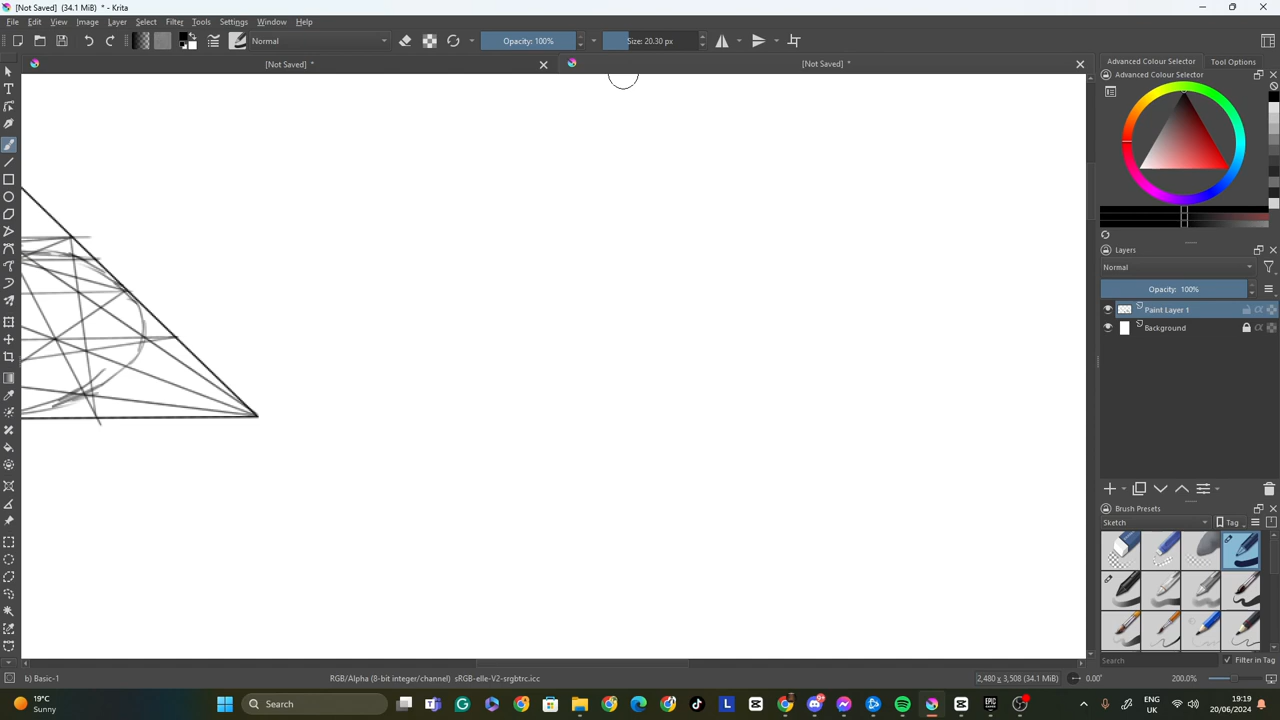 [Not Saved] (34.1 MiB) * - Krita
File Edit View Image Layer Select Filter Tools Settings Window Help
Normal Opacity: 100% Size: 20.30 px
[Not Saved] * [Not Saved] *
Advanced Colour Selector Tool Options
Advanced Colour Selector
Layers
Normal
Opacity: 100%
Paint Layer 1
Background
Brush Presets
Sketch Tag
Search Filter in Tag
b) Basic-1 RGB/Alpha (8-bit integer/channel) sRGB-elle-V2-srgbtrc.icc 2,480 x 3,508 (34.1 MiB) 0.00° 200.0%
19°C
Sunny
Search
ENG
UK
19:19
20/06/2024